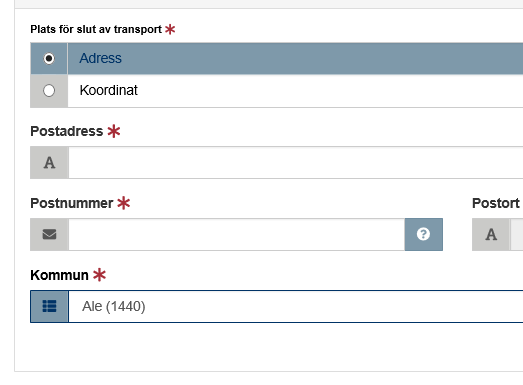 Plats för slut av transport *
Adress
Koordinat
Postadress *
A
Postnummer *
Postort
?
A
Kommun *
Ale (1440)